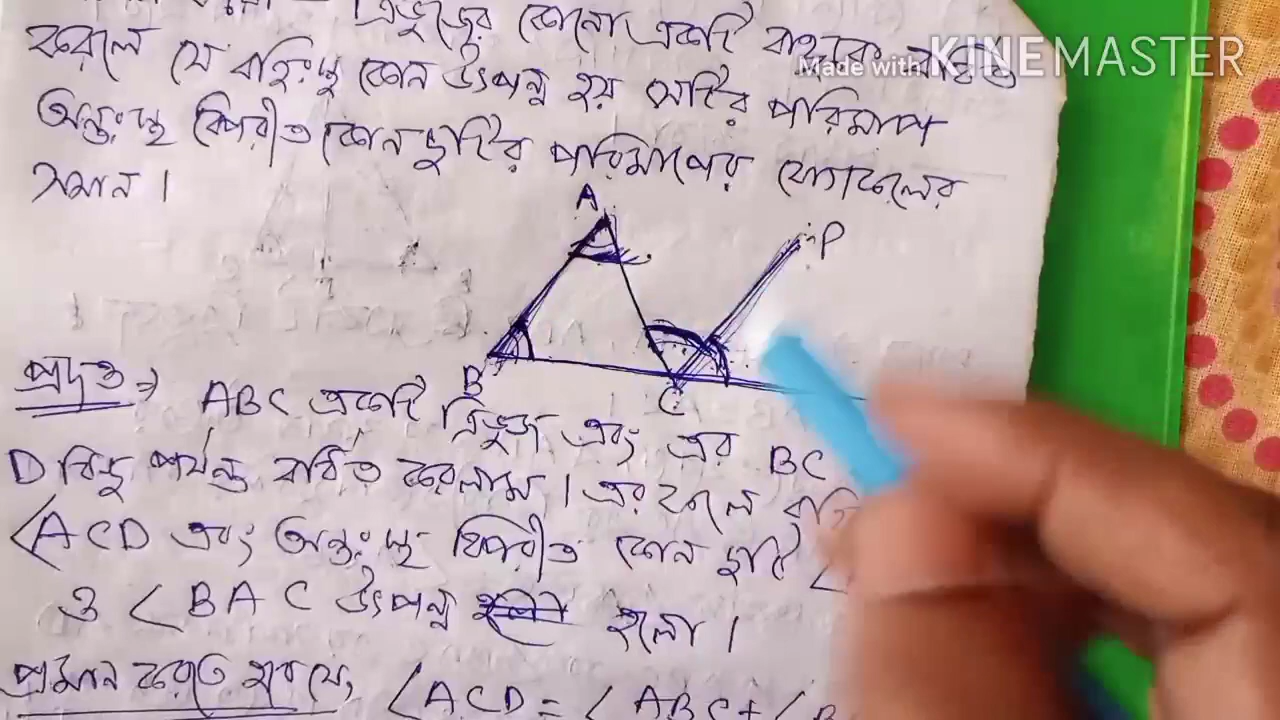 ত্রিভুজের কোনো একটি বাহুকে বর্ধিত
করলে যে বহিঃস্থ কোন উৎপন্ন হয় সেটির পরিমাপ
অন্তঃস্থ বিপরীত কোনদুটির পরিমাপের যোগফলের
সমান।
Made with KINEMASTER
A
P
B
C
প্রদত্ত ⇒ ABC একটি ত্রিভুজ এবং এর BC
D বিন্দু পর্যন্ত বর্ধিত করলাম। এর ফলে
∠ACD এবং অন্তঃস্থ বিপরীত কোন দুটি ∠
ও ∠BAC উৎপন্ন হলো।
প্রমান করতে হবে যে, ∠ACD = ∠ABC + ∠B